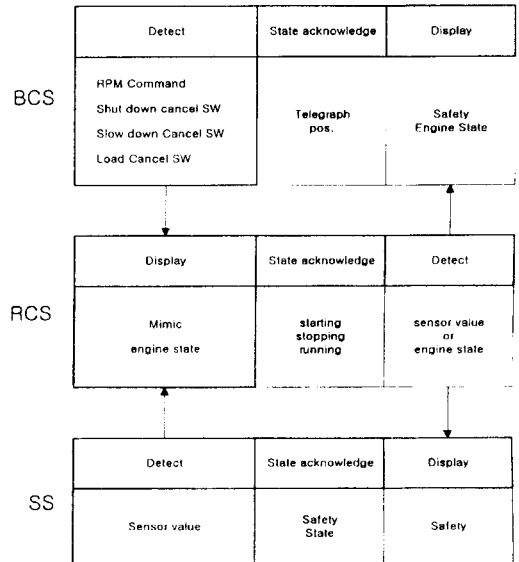 Detect
State acknowledge
Display
BCS
RPM Command
Shut down cancel SW
Slow down Cancel SW
Load Cancel SW
Telegraph
pos.
Safety
Engine State
Display
State acknowledge
Detect
RCS
Mimic
engine state
starting
stopping
running
sensor value
or
engine state
Detect
State acknowledge
Display
SS
Sensor value
Safety
State
Safety